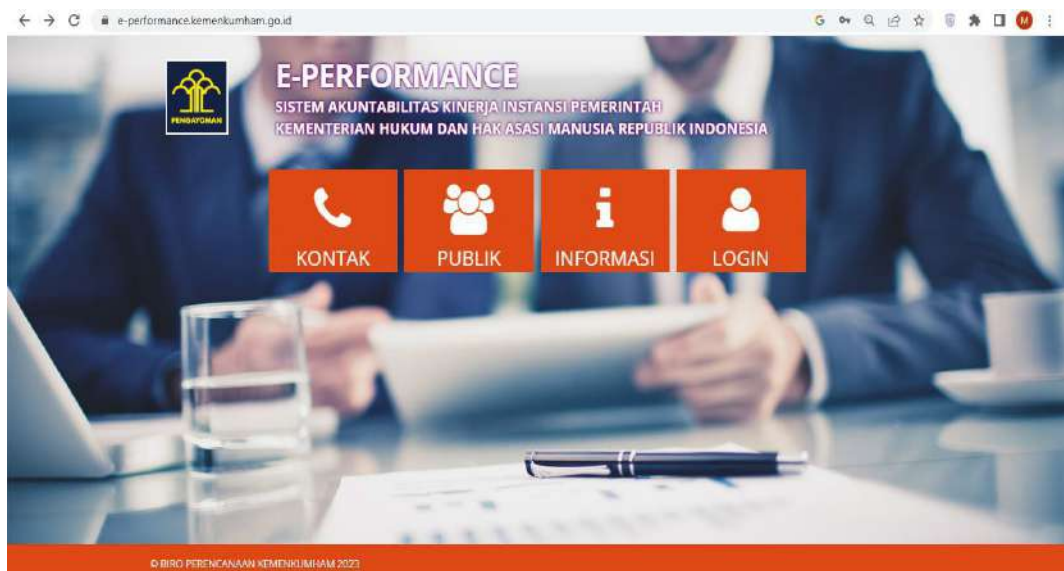 e-performance.kemenkumham.go.id
PENGAYOMAN
E-PERFORMANCE
SISTEM AKUNTABILITAS KINERJA INSTANSI PEMERINTAH
KEMENTERIAN HUKUM DAN HAK ASASI MANUSIA REPUBLIK INDONESIA
KONTAK
PUBLIK
INFORMASI
LOGIN
© BIRO PERENCANAAN KEMENKUMHAM 2023